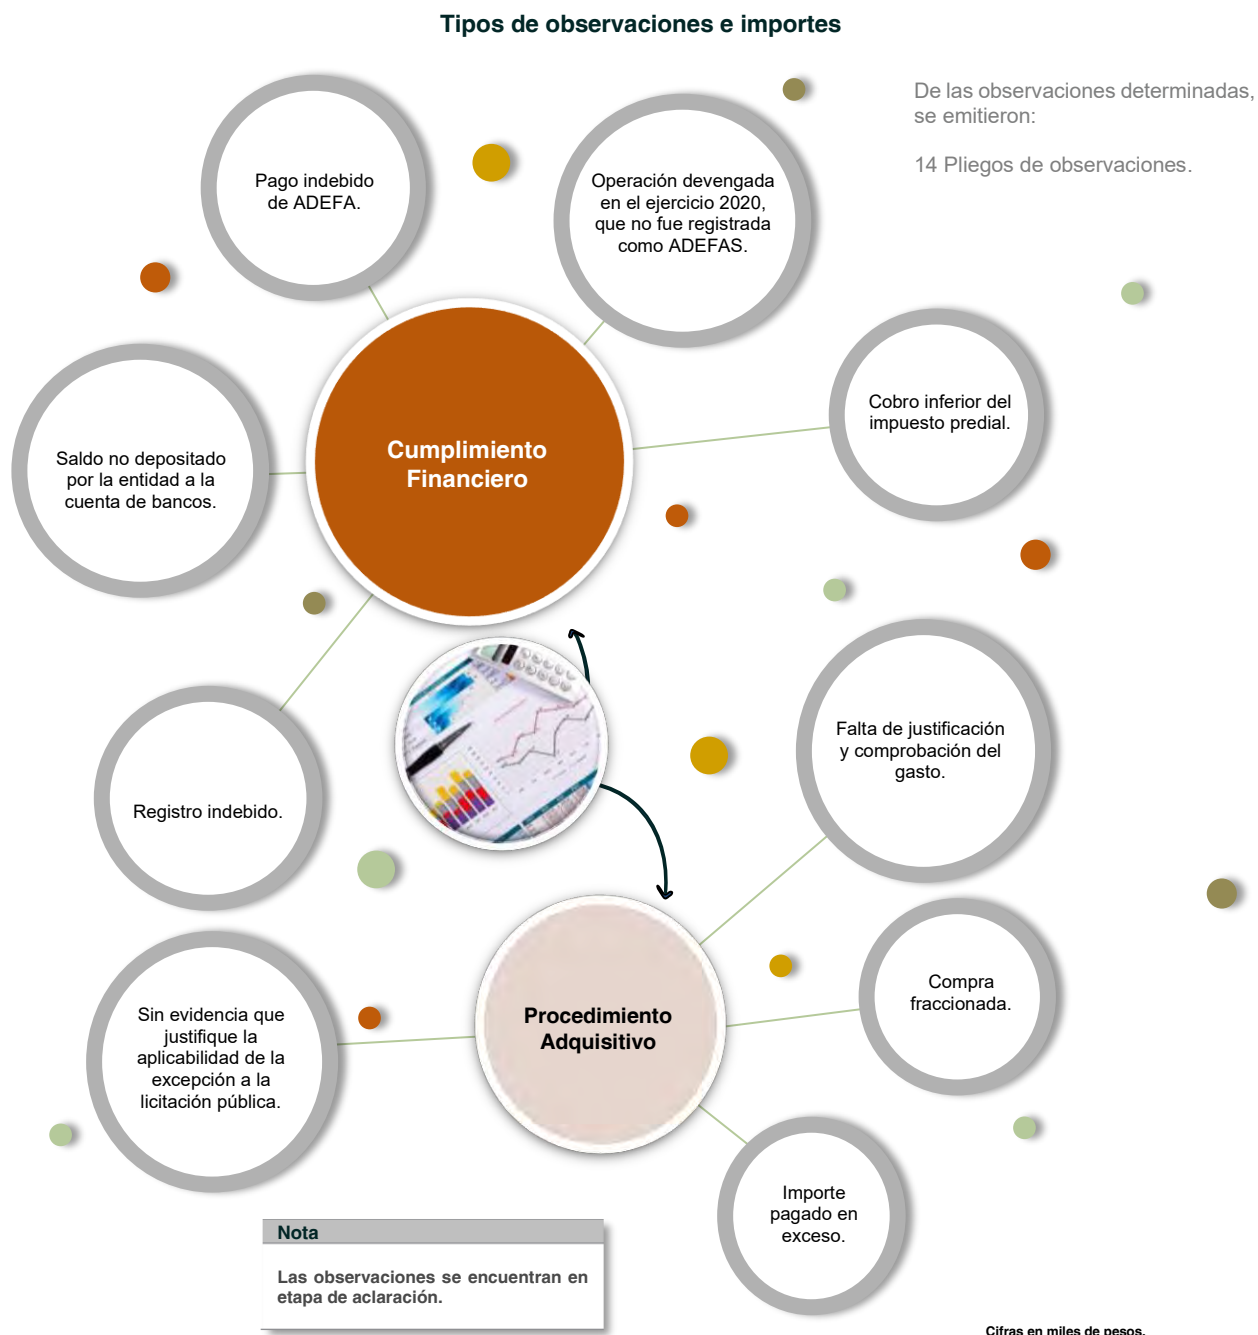 Tipos de observaciones e importes
De las observaciones determinadas,
se emitieron:
14 Pliegos de observaciones.
Pago indebido
de ADEFA.
Operación devengada
en el ejercicio 2020,
que no fue registrada
como ADEFAS.
Cobro inferior del
impuesto predial.
Cumplimiento
Financiero
Saldo no depositado
por la entidad a la
cuenta de bancos.
Registro indebido.
Falta de justificación
y comprobación del
gasto.
Compra
fraccionada.
Procedimiento
Adquisitivo
Sin evidencia que
justifique la
aplicabilidad de la
excepción a la
licitación pública.
Importe
pagado en
exceso.
Nota
Las observaciones se encuentran en
etapa de aclaración.
Cifras en miles de pesos.